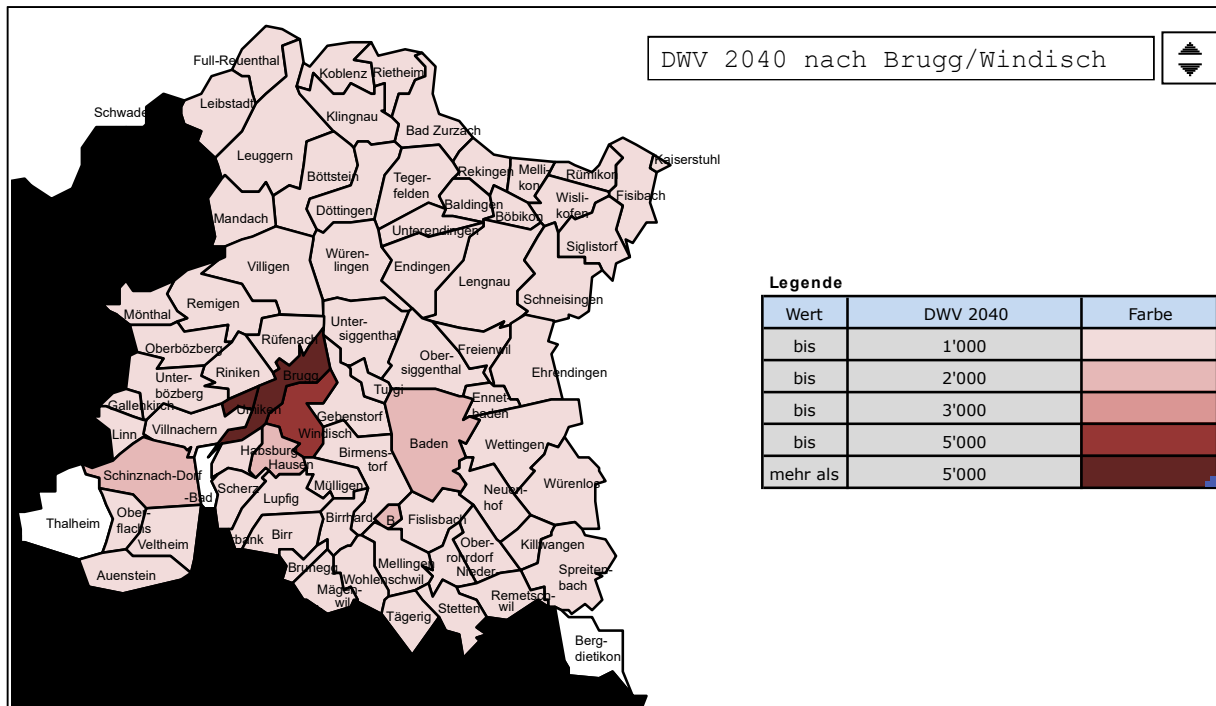 DWV 2040 nach Brugg/Windisch
Full-Reuenthal
Koblenz
Rietheim
Schwade
Leibstadt
Klingnau
Bad Zurzach
Leuggern
Kaiserstuhl
Böttstein
Teger-
felden
Rekingen
Melli-
kon
Rümikon
Fisibach
Mandach
Döttingen
Baldingen
Böbikon
Wisli-
kofen
Unterendingen
Siglistorf
Villigen
Würen-
lingen
Endingen
Lengnau
Schneisingen
Remigen
Mönthal
Oberbözberg
Rüfenach
Unter-
siggenthal
Ober-
siggenthal
Freienwil
Ehrendingen
Riniken
Brugg
Unter-
bözberg
Turgi
Ennet-
baden
Gallenkirch
Umiken
Gebenstorf
Linn
Villnachern
Windisch
Baden
Wettingen
Habsburg
Hausen
Birmens-
torf
Schinznach-Dorf
-Bad
Scherz
Lupfig
Mülligen
Neuen-
hof
Würenlos
Thalheim
Ober-
flachs
Veltheim
Birrhard
B
Fislisbach
rbank
Birr
Killwangen
Ober-
rohrdorf
Nieder-
Auenstein
Brunegg
Mellingen
Wohlenschwil
Spreiten-
bach
Mägen-
wil
Remetsch-
wil
Tägerig
Stetten
Berg-
dietikon
Legende
Wert DWV 2040 Farbe
bis 1'000
bis 2'000
bis 3'000
bis 5'000
mehr als 5'000